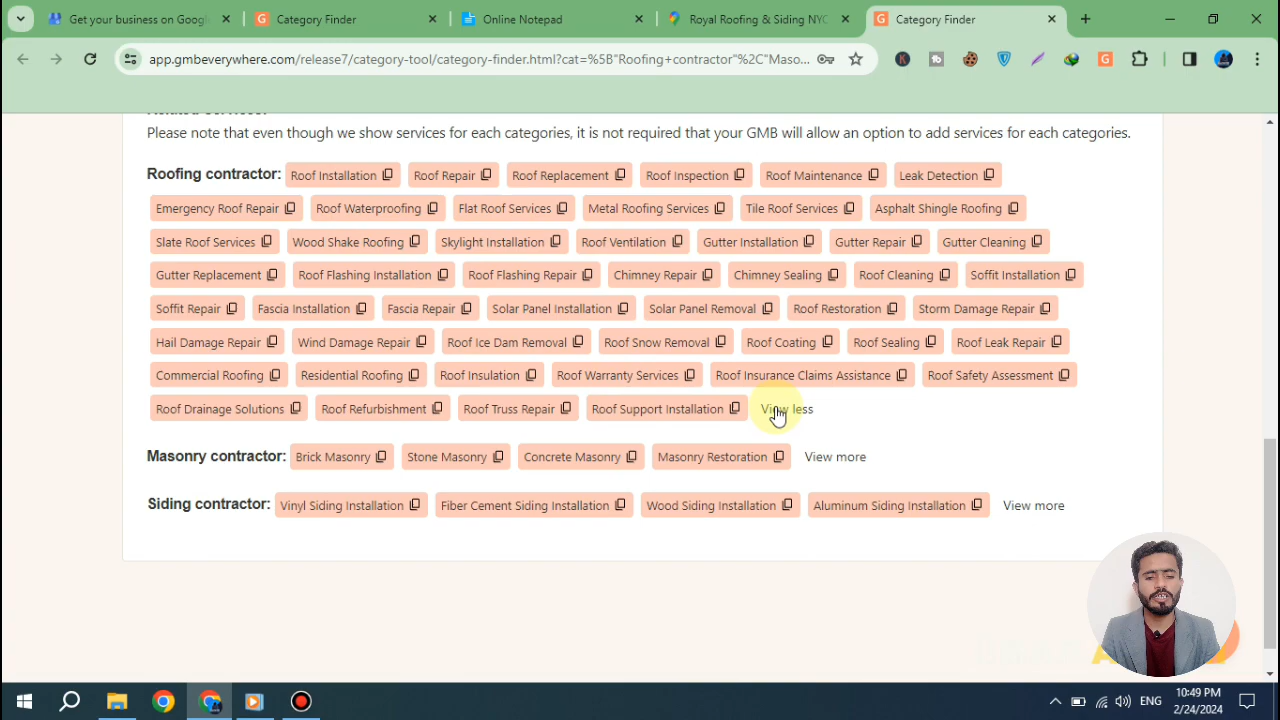 Get your business on Google
Category Finder
Online Notepad
Royal Roofing & Siding NYC
Category Finder
app.gmbeverywhere.com/release7/category-tool/category-finder.html?cat=%5B"Roofing+contractor"%2C"Maso...
Please note that even though we show services for each categories, it is not required that your GMB will allow an option to add services for each categories.
Roofing contractor: Roof Installation Roof Repair Roof Replacement Roof Inspection Roof Maintenance Leak Detection
Emergency Roof Repair Roof Waterproofing Flat Roof Services Metal Roofing Services Tile Roof Services Asphalt Shingle Roofing
Slate Roof Services Wood Shake Roofing Skylight Installation Roof Ventilation Gutter Installation Gutter Repair Gutter Cleaning
Gutter Replacement Roof Flashing Installation Roof Flashing Repair Chimney Repair Chimney Sealing Roof Cleaning Soffit Installation
Soffit Repair Fascia Installation Fascia Repair Solar Panel Installation Solar Panel Removal Roof Restoration Storm Damage Repair
Hail Damage Repair Wind Damage Repair Roof Ice Dam Removal Roof Snow Removal Roof Coating Roof Sealing Roof Leak Repair
Commercial Roofing Residential Roofing Roof Insulation Roof Warranty Services Roof Insurance Claims Assistance Roof Safety Assessment
Roof Drainage Solutions Roof Refurbishment Roof Truss Repair Roof Support Installation View less
Masonry contractor: Brick Masonry Stone Masonry Concrete Masonry Masonry Restoration View more
Siding contractor: Vinyl Siding Installation Fiber Cement Siding Installation Wood Siding Installation Aluminum Siding Installation View more
ENG
10:49 PM
2/24/2024